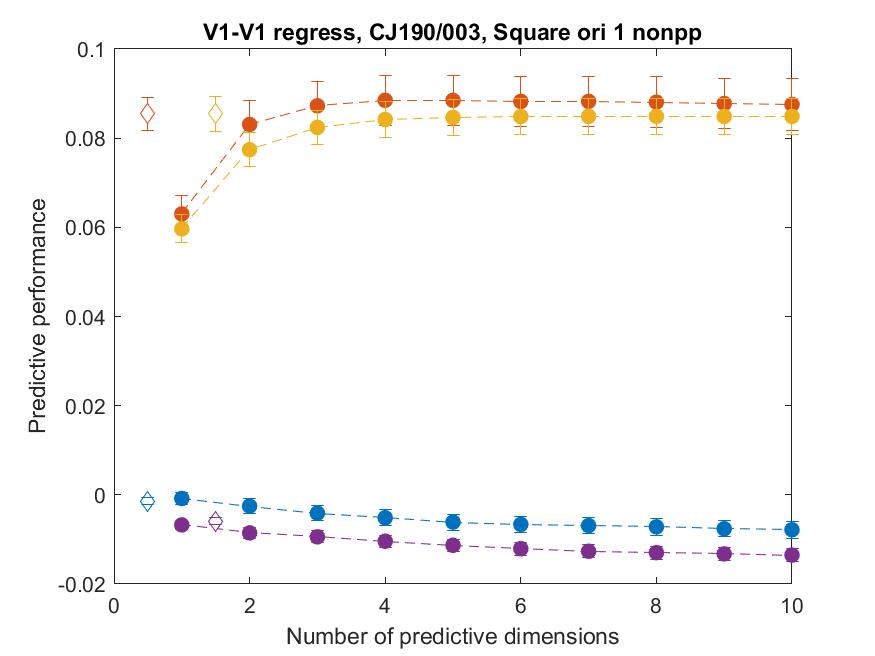 V1-V1 regress, CJ190/003, Square ori 1 nonpp
0.1
0.08
0.06
0.04
0.02
0
-0.02
Predictive performance
0 2 4 6 8 10
Number of predictive dimensions